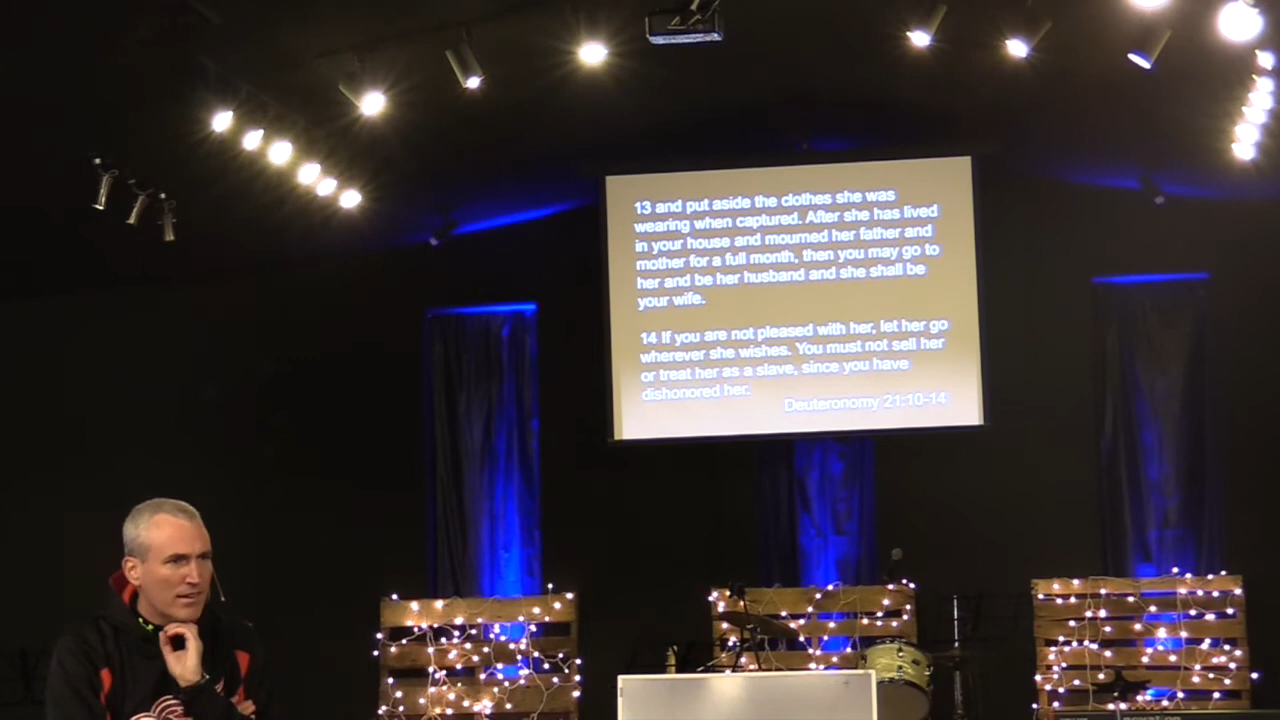 13 and put aside the clothes she was
wearing when captured. After she has lived
in your house and mourned her father and
mother for a full month, then you may go to
her and be her husband and she shall be
your wife.
14 If you are not pleased with her, let her go
wherever she wishes. You must not sell her
or treat her as a slave, since you have
dishonored her.
Deuteronomy 21:10-14